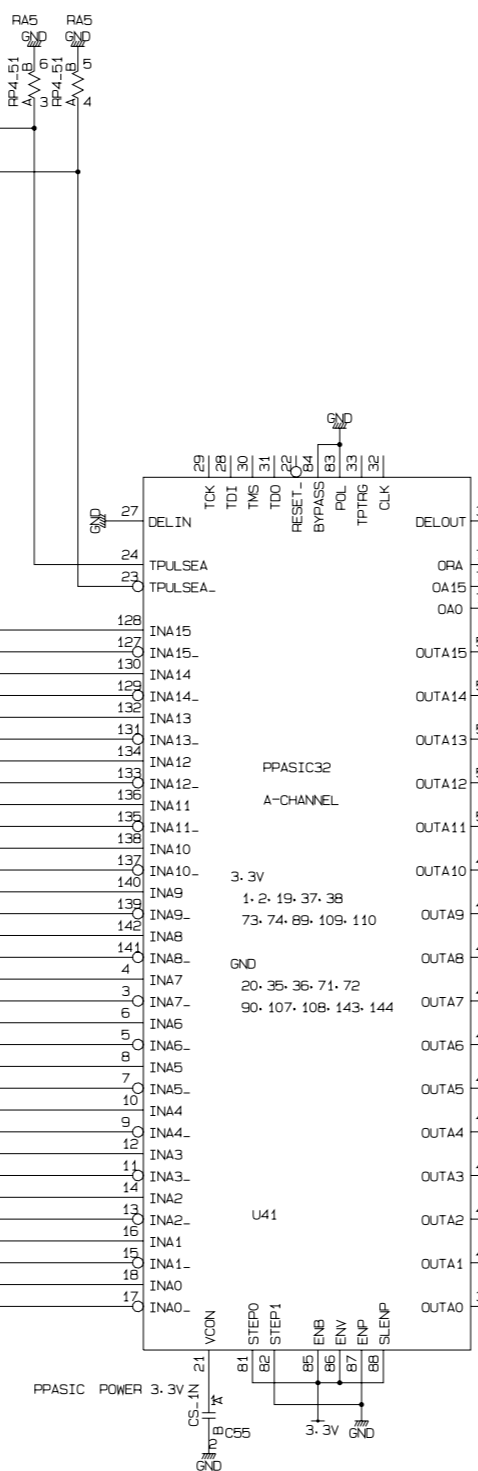 RA5 RA5
GND GND
RP4_51 B 6 A 3 RP4_51 B 5 A 4
GND
29 28 30 31 22 84 83 33 32
TCK TDI TMS TDO RESET_ BYPASS POL TPTRG CLK
GND 27 DELIN DELOUT
24 TPULSEA ORA
23 TPULSEA_ OA15
OA0
128 INA15
127 INA15_ OUTA15
130 INA14
129 INA14_ OUTA14
132 INA13
131 INA13_ OUTA13
134 INA12
PPASIC32
133 INA12_ OUTA12
136 INA11 A-CHANNEL
135 INA11_ OUTA11
138 INA10
137 INA10_ OUTA10
3.3V
140 INA9 1.2.19.37.38
139 INA9_ 73.74.89.109.110 OUTA9
142 INA8
141 INA8_ GND OUTA8
4 INA7 20.35.36.71.72
3 INA7_ 90.107.108.143.144 OUTA7
6 INA6
5 INA6_ OUTA6
8 INA5
7 INA5_ OUTA5
10 INA4
9 INA4_ OUTA4
12 INA3
11 INA3_ OUTA3
14 INA2
13 INA2_ U41 OUTA2
16 INA1
15 INA1_ OUTA1
18 INA0
17 INA0_ OUTA0
VCON STEP0 STEP1 ENB ENV ENP SLENP
21 81 82 85 86 87 88
PPASIC POWER 3.3V
CS_1N 1 A 2 B C55
3.3V GND
GND